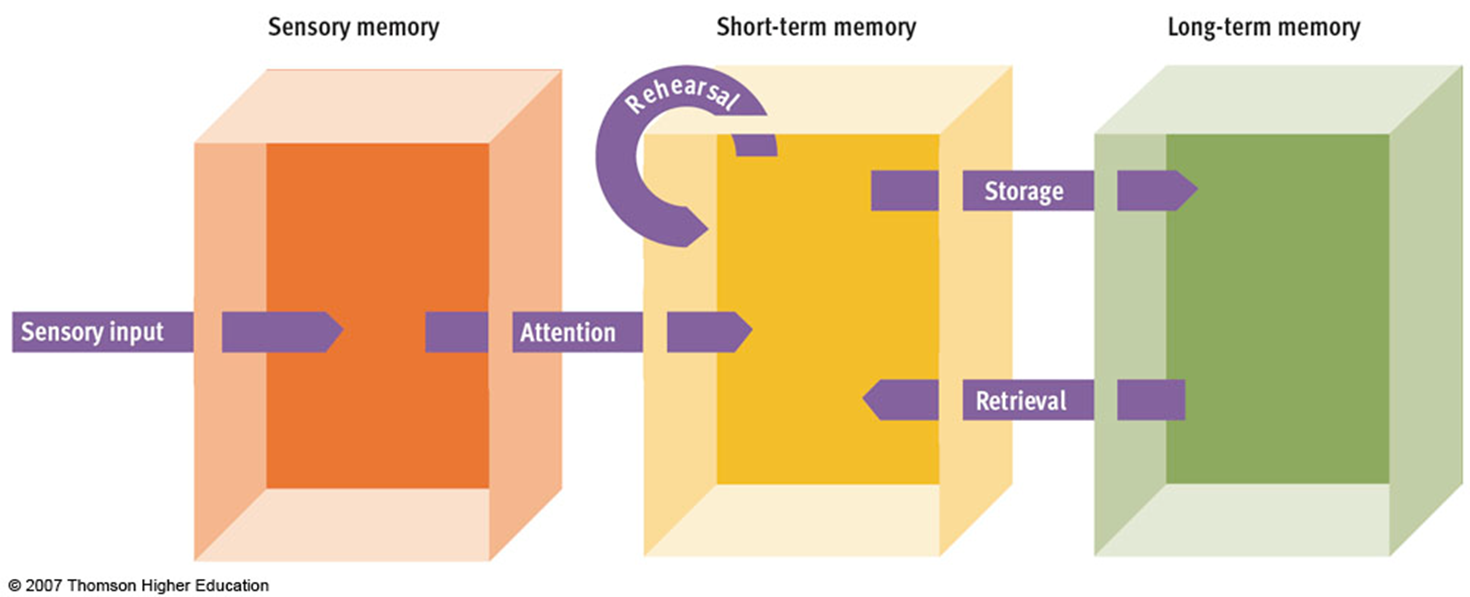 Sensory memory
Short-term memory
Long-term memory
Rehearsal
Storage
Sensory input
Attention
Retrieval
© 2007 Thomson Higher Education